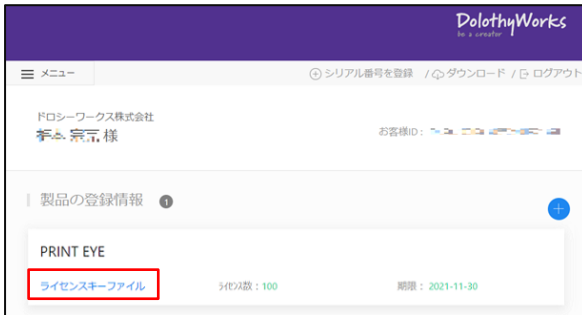 DolothyWorks
be a creator
≡ メニュー
シリアル番号を登録 / ダウンロード / ログアウト
ドロシーワークス株式会社
様
お客様ID：
製品の登録情報 1
PRINT EYE
ライセンスキーファイル ライセンス数：100 期限： 2021-11-30